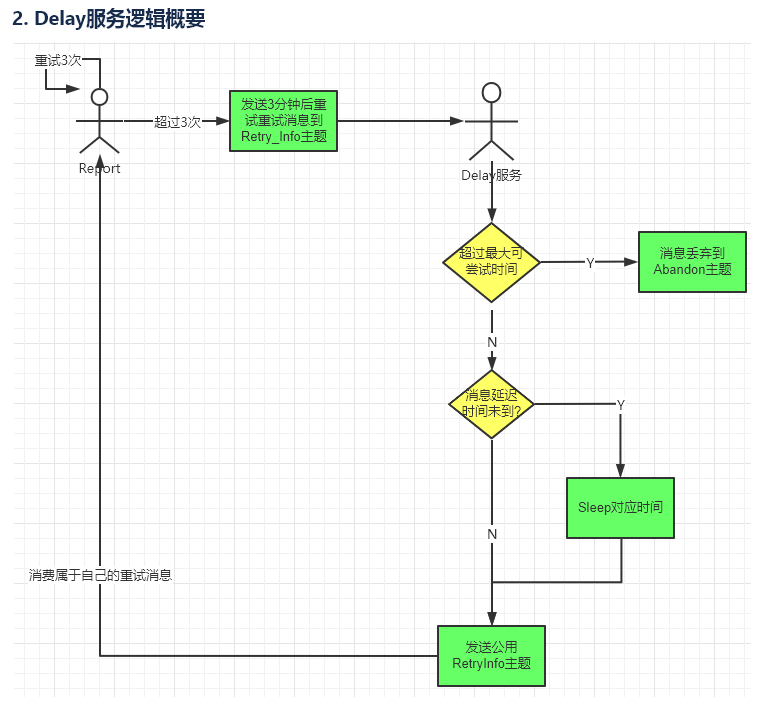 2. Delay服务逻辑概要
重试3次
超过3次
发送3分钟后重
试重试消息到
Retry_Info主题
Report
Delay服务
超过最大可
尝试时间
Y
消息丢弃到
Abandon主题
N
消息延迟
时间未到?
Y
Sleep对应时间
N
消费属于自己的重试消息
发送公用
RetryInfo主题